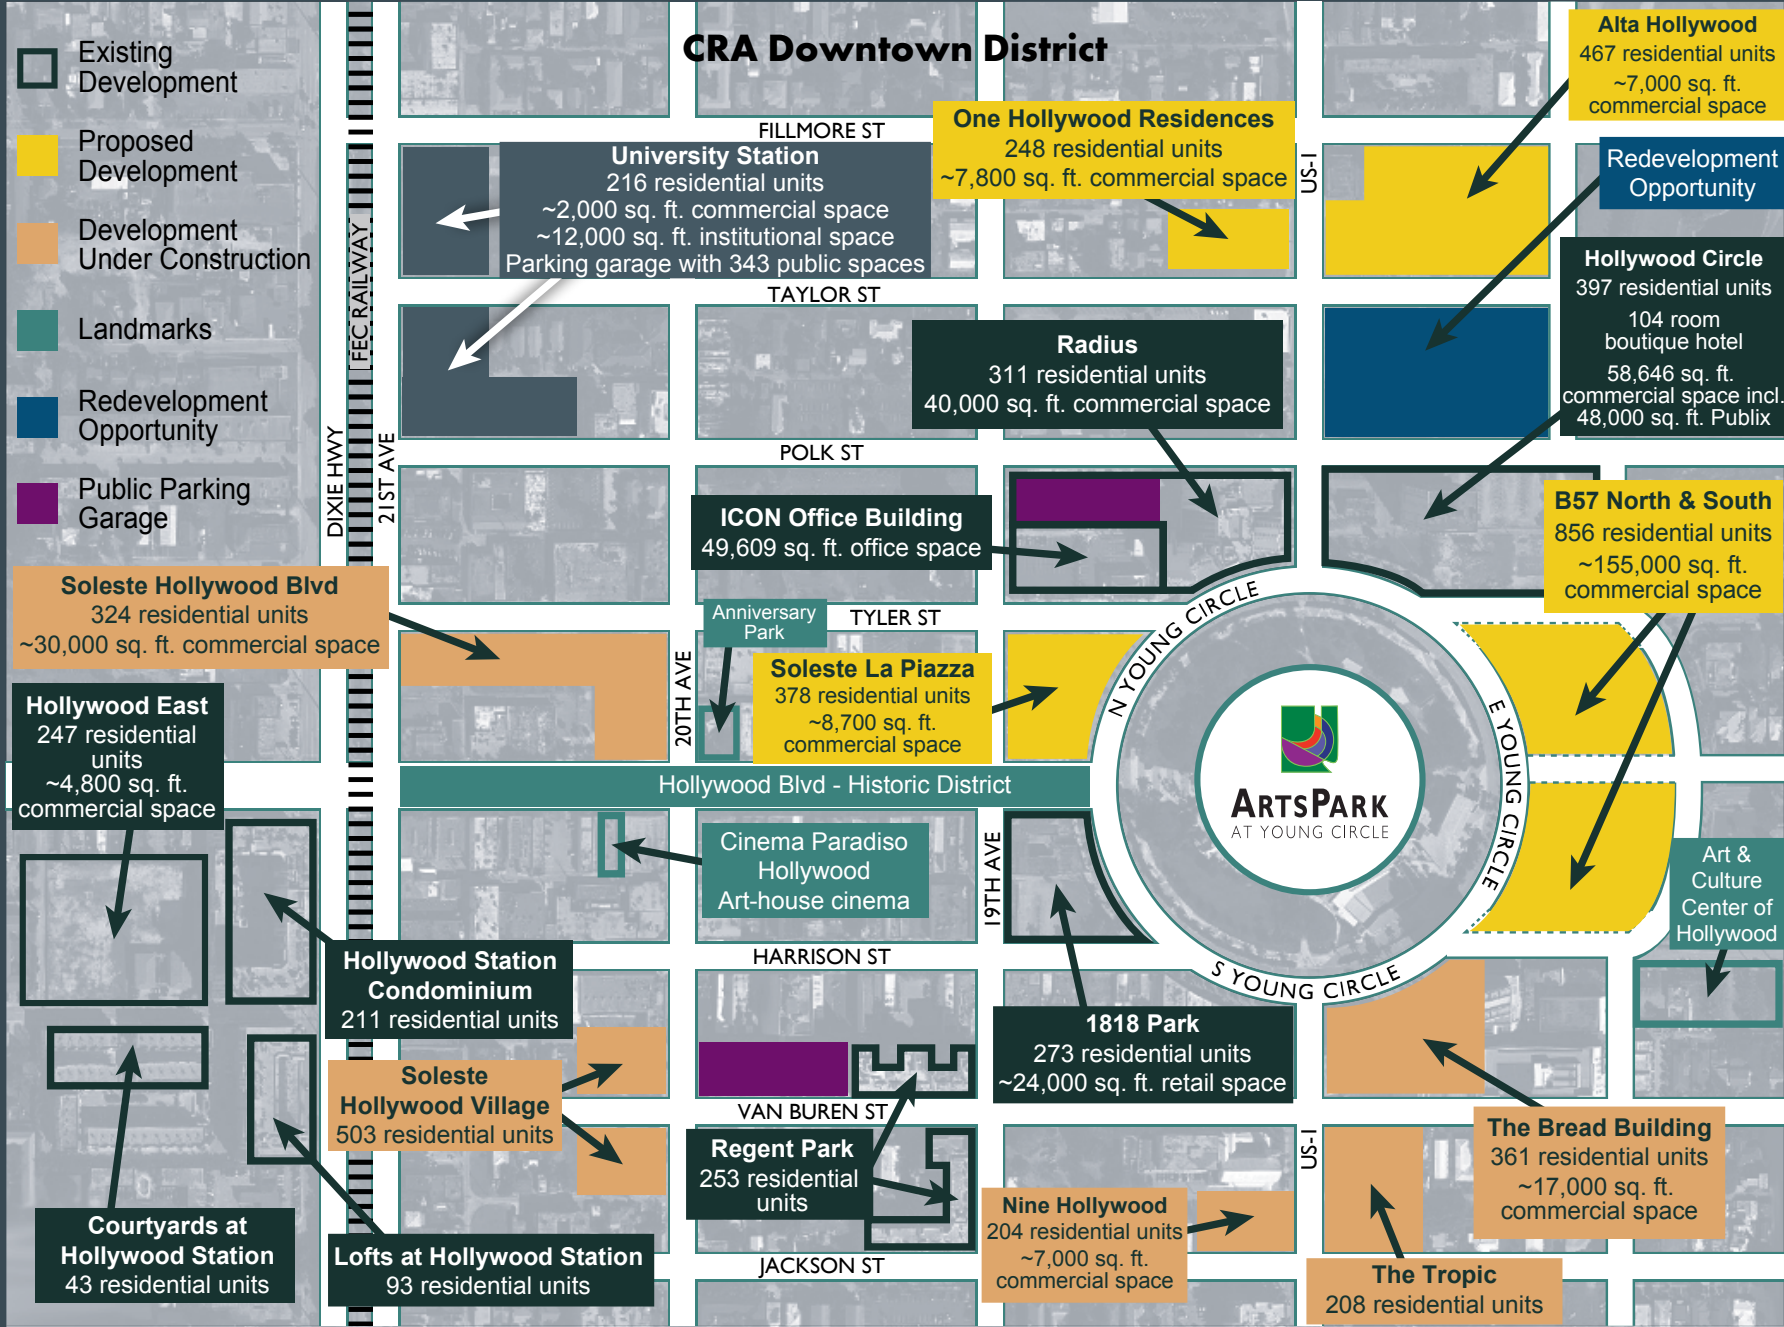 CRA Downtown District
Existing
Development
Proposed
Development
Development
Under Construction
Landmarks
Redevelopment
Opportunity
Public Parking
Garage
Alta Hollywood
467 residential units
~7,000 sq. ft.
commercial space
FILLMORE ST
One Hollywood Residences
248 residential units
~7,800 sq. ft. commercial space
US-1
Redevelopment
Opportunity
University Station
216 residential units
~2,000 sq. ft. commercial space
~12,000 sq. ft. institutional space
Parking garage with 343 public spaces
FEC RAILWAY
TAYLOR ST
Hollywood Circle
397 residential units
104 room
boutique hotel
58,646 sq. ft.
commercial space incl.
48,000 sq. ft. Publix
Radius
311 residential units
40,000 sq. ft. commercial space
DIXIE HWY
21ST AVE
POLK ST
ICON Office Building
49,609 sq. ft. office space
B57 North & South
856 residential units
~155,000 sq. ft.
commercial space
Soleste Hollywood Blvd
324 residential units
~30,000 sq. ft. commercial space
Anniversary
Park
TYLER ST
N YOUNG CIRCLE
20TH AVE
Soleste La Piazza
378 residential units
~8,700 sq. ft.
commercial space
E YOUNG CIRCLE
Hollywood East
247 residential
units
~4,800 sq. ft.
commercial space
Hollywood Blvd - Historic District
ARTSPARK
AT YOUNG CIRCLE
Cinema Paradiso
Hollywood
Art-house cinema
19TH AVE
Art &
Culture
Center of
Hollywood
HARRISON ST
S YOUNG CIRCLE
Hollywood Station
Condominium
211 residential units
1818 Park
273 residential units
~24,000 sq. ft. retail space
Soleste
Hollywood Village
503 residential units
VAN BUREN ST
Regent Park
253 residential
units
US-1
The Bread Building
361 residential units
~17,000 sq. ft.
commercial space
Nine Hollywood
204 residential units
~7,000 sq. ft.
commercial space
Courtyards at
Hollywood Station
43 residential units
Lofts at Hollywood Station
93 residential units
JACKSON ST
The Tropic
208 residential units